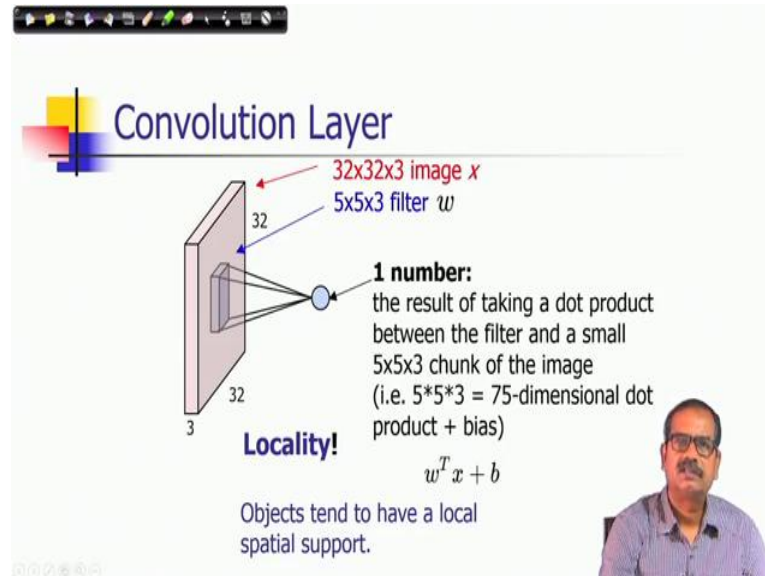 Convolution Layer
32x32x3 image x
5x5x3 filter w
32
1 number:
the result of taking a dot product
between the filter and a small
5x5x3 chunk of the image
(i.e. 5*5*3 = 75-dimensional dot
product + bias)
32
3
Locality!
w^T x + b
Objects tend to have a local
spatial support.